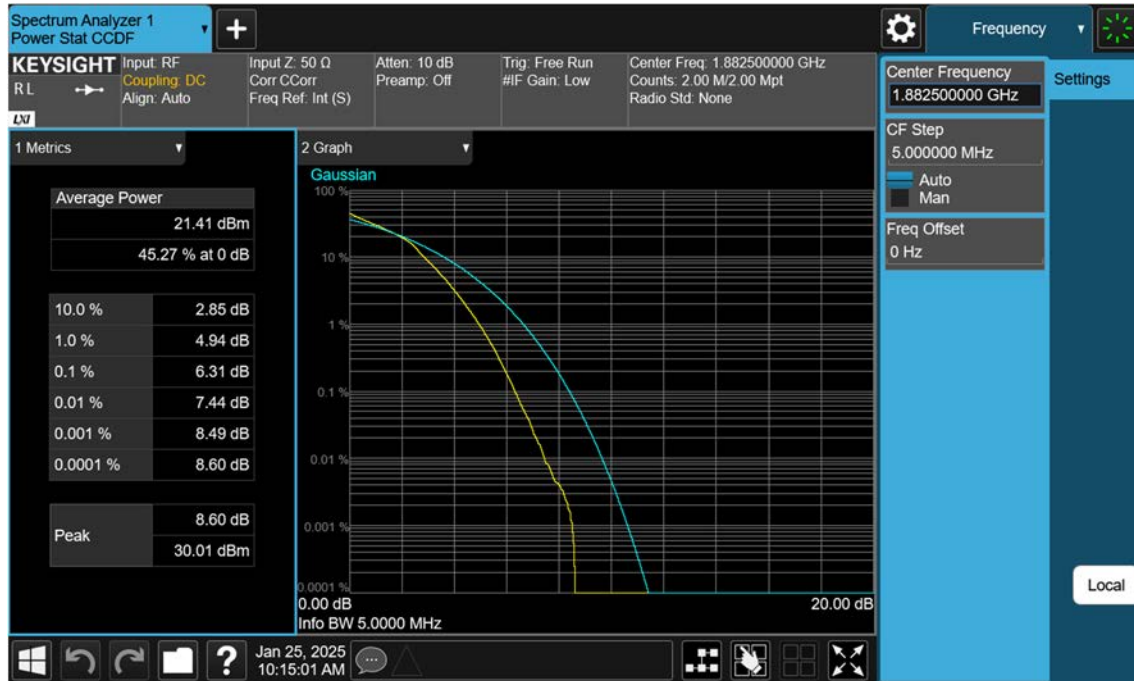 Spectrum Analyzer 1
Power Stat CCDF
+
Frequency
KEYSIGHT
RL
LXI
Input: RF
Coupling: DC
Align: Auto
Input Z: 50 Ω
Corr CCorr
Freq Ref: Int (S)
Atten: 10 dB
Preamp: Off
Trig: Free Run
#IF Gain: Low
Center Freq: 1.882500000 GHz
Counts: 2.00 M/2.00 Mpt
Radio Std: None
Center Frequency
1.882500000 GHz
Settings
CF Step
5.000000 MHz
Auto
Man
Freq Offset
0 Hz
1 Metrics
Average Power
21.41 dBm
45.27 % at 0 dB
10.0 % 2.85 dB
1.0 % 4.94 dB
0.1 % 6.31 dB
0.01 % 7.44 dB
0.001 % 8.49 dB
0.0001 % 8.60 dB
Peak
8.60 dB
30.01 dBm
2 Graph
Gaussian
100 %
10 %
1 %
0.1 %
0.01 %
0.001 %
0.0001 %
0.00 dB 20.00 dB
Info BW 5.0000 MHz
Local
?
Jan 25, 2025
10:15:01 AM